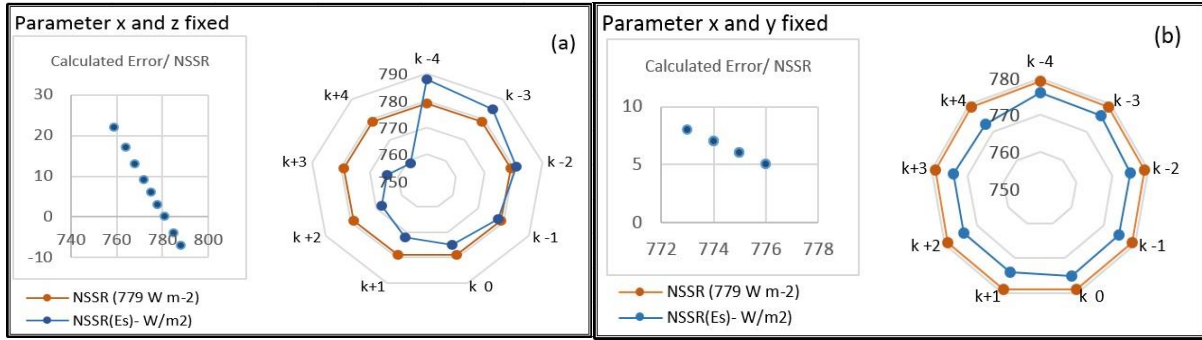 Parameter x and z fixed
(a)
Calculated Error/ NSSR
30
20
10
0
-10
740
760
780
800
k -4
k -3
k -2
k -1
k 0
k+1
k +2
k+3
k+4
790
780
770
760
750
NSSR (779 W m-2)
NSSR(Es)- W/m2)
Parameter x and y fixed
(b)
Calculated Error/ NSSR
10
5
0
772
774
776
778
k -4
k -3
k -2
k -1
k 0
k+1
k +2
k+3
k+4
780
770
760
750
NSSR (779 W m-2)
NSSR(Es)- W/m2)